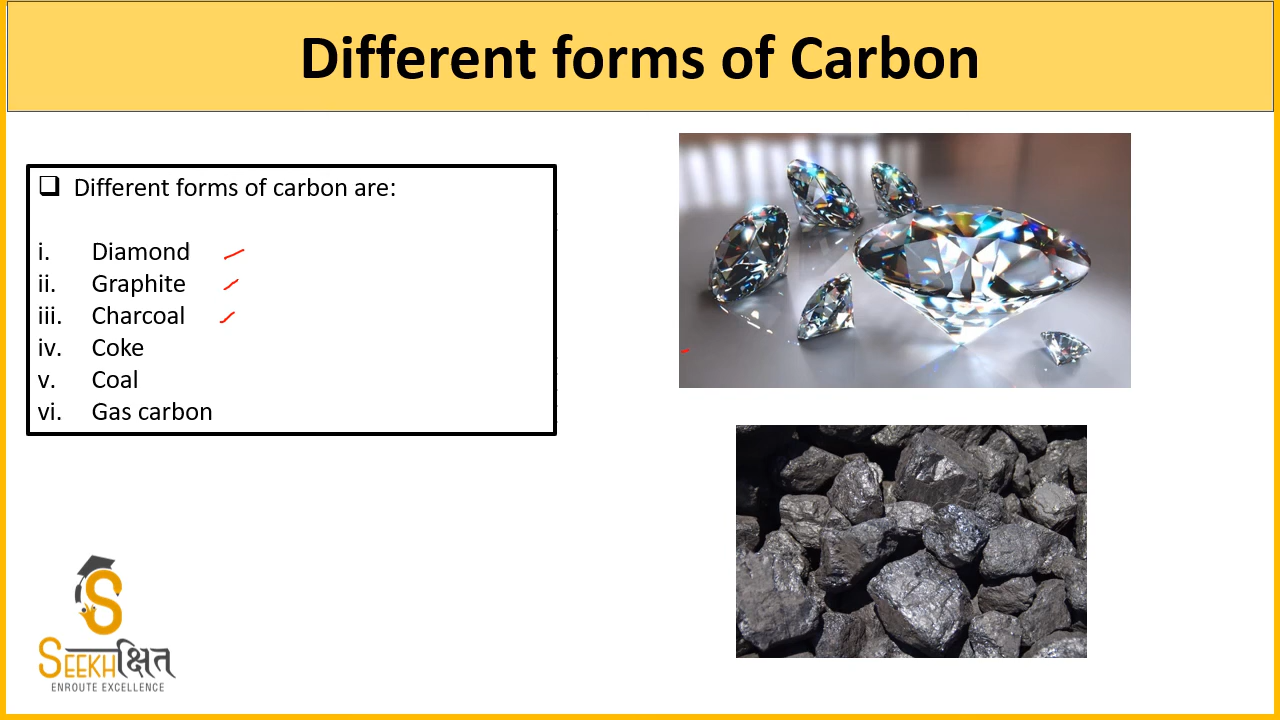 Different forms of Carbon
❑ Different forms of carbon are:
i. Diamond
ii. Graphite
iii. Charcoal
iv. Coke
v. Coal
vi. Gas carbon
S
SEEKHक्षित
ENROUTE EXCELLENCE